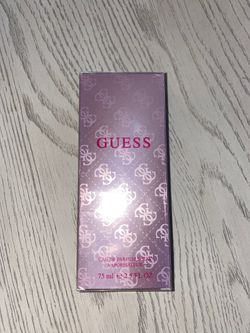 GUESS
EAU DE PARFUM SPRAY
VAPORISATEUR
75 ml ℮ 2.5 FL OZ